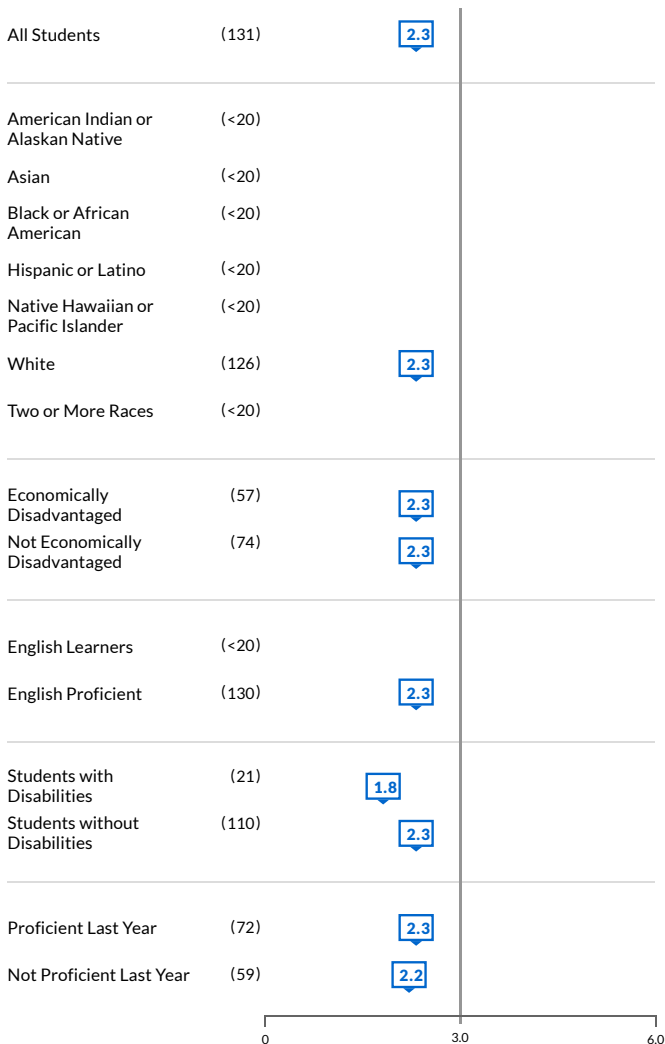 All Students (131) 2.3
American Indian or (<20)
Alaskan Native
Asian (<20)
Black or African (<20)
American
Hispanic or Latino (<20)
Native Hawaiian or (<20)
Pacific Islander
White (126) 2.3
Two or More Races (<20)
Economically (57) 2.3
Disadvantaged
Not Economically (74) 2.3
Disadvantaged
English Learners (<20)
English Proficient (130) 2.3
Students with (21) 1.8
Disabilities
Students without (110) 2.3
Disabilities
Proficient Last Year (72) 2.3
Not Proficient Last Year (59) 2.2
0 3.0 6.0